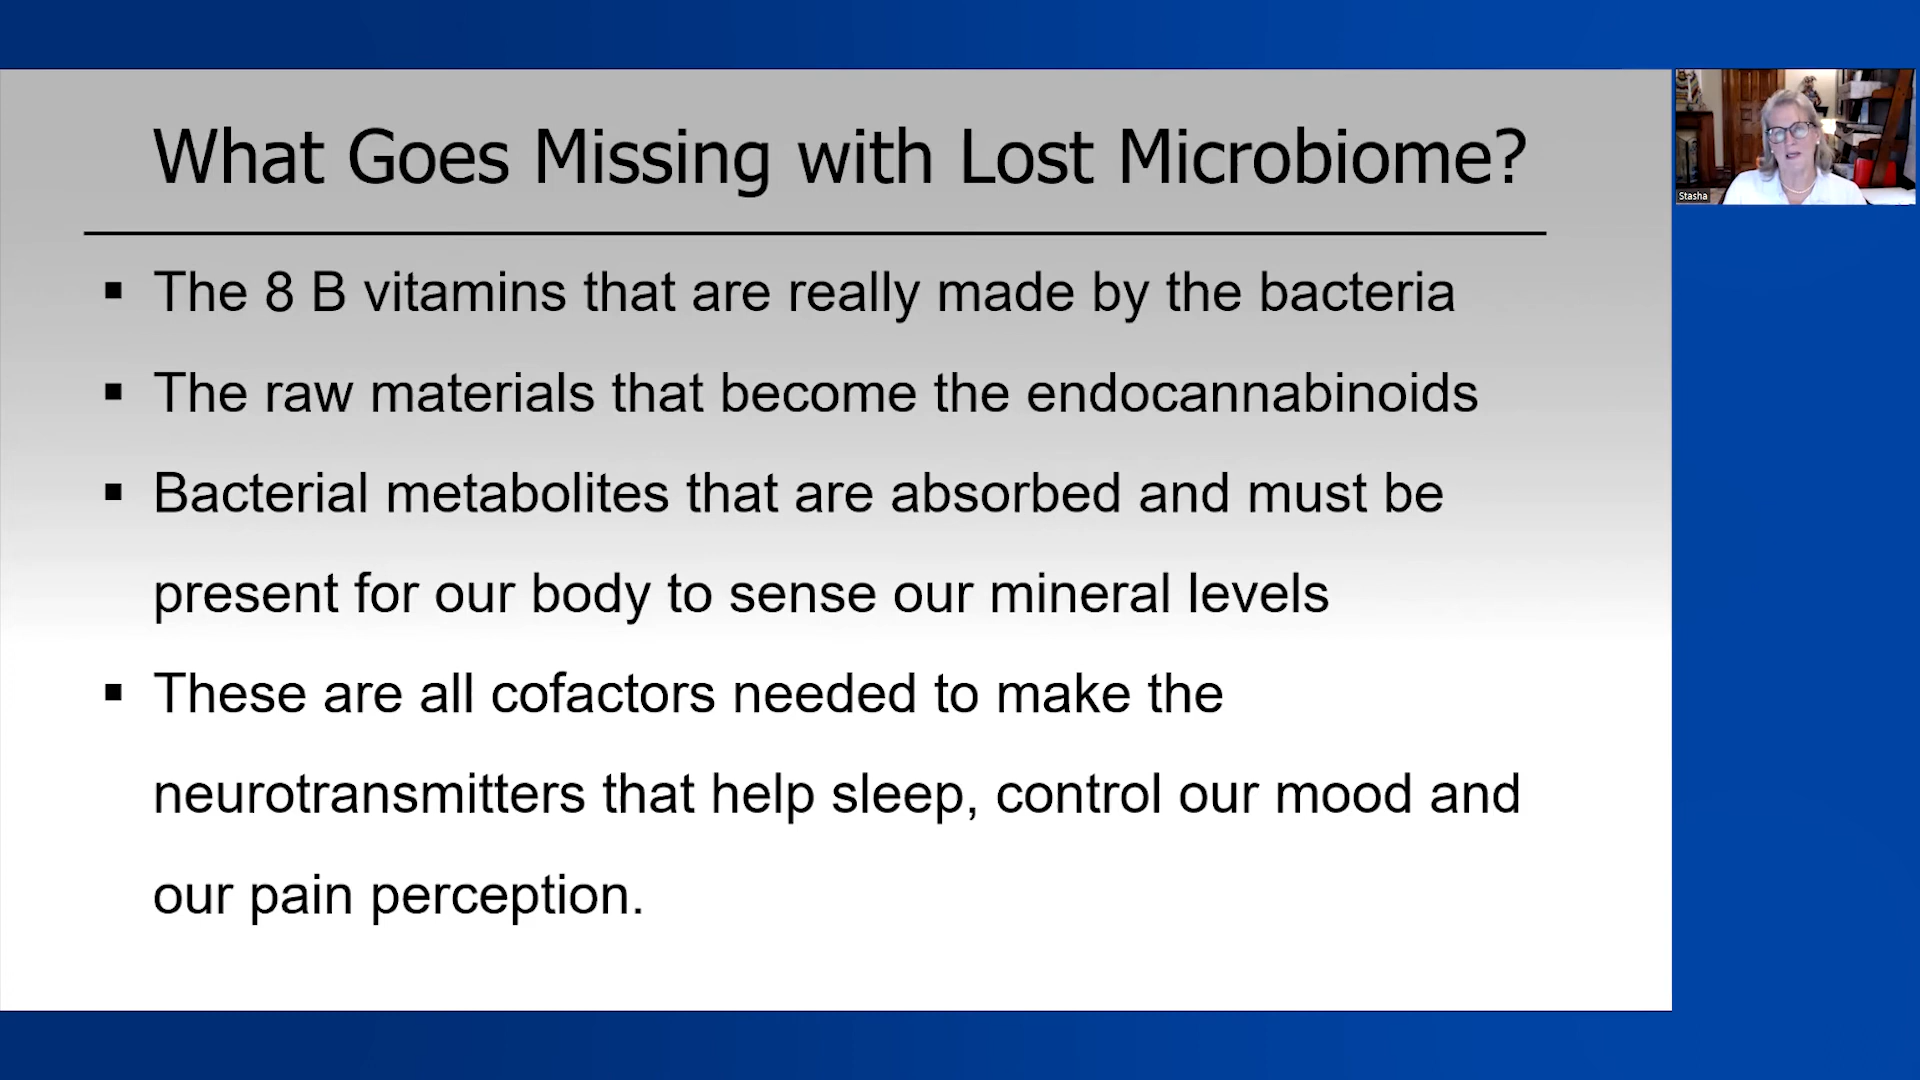 What Goes Missing with Lost Microbiome?
▪ The 8 B vitamins that are really made by the bacteria
▪ The raw materials that become the endocannabinoids
▪ Bacterial metabolites that are absorbed and must be
present for our body to sense our mineral levels
▪ These are all cofactors needed to make the
neurotransmitters that help sleep, control our mood and
our pain perception.
Stasha